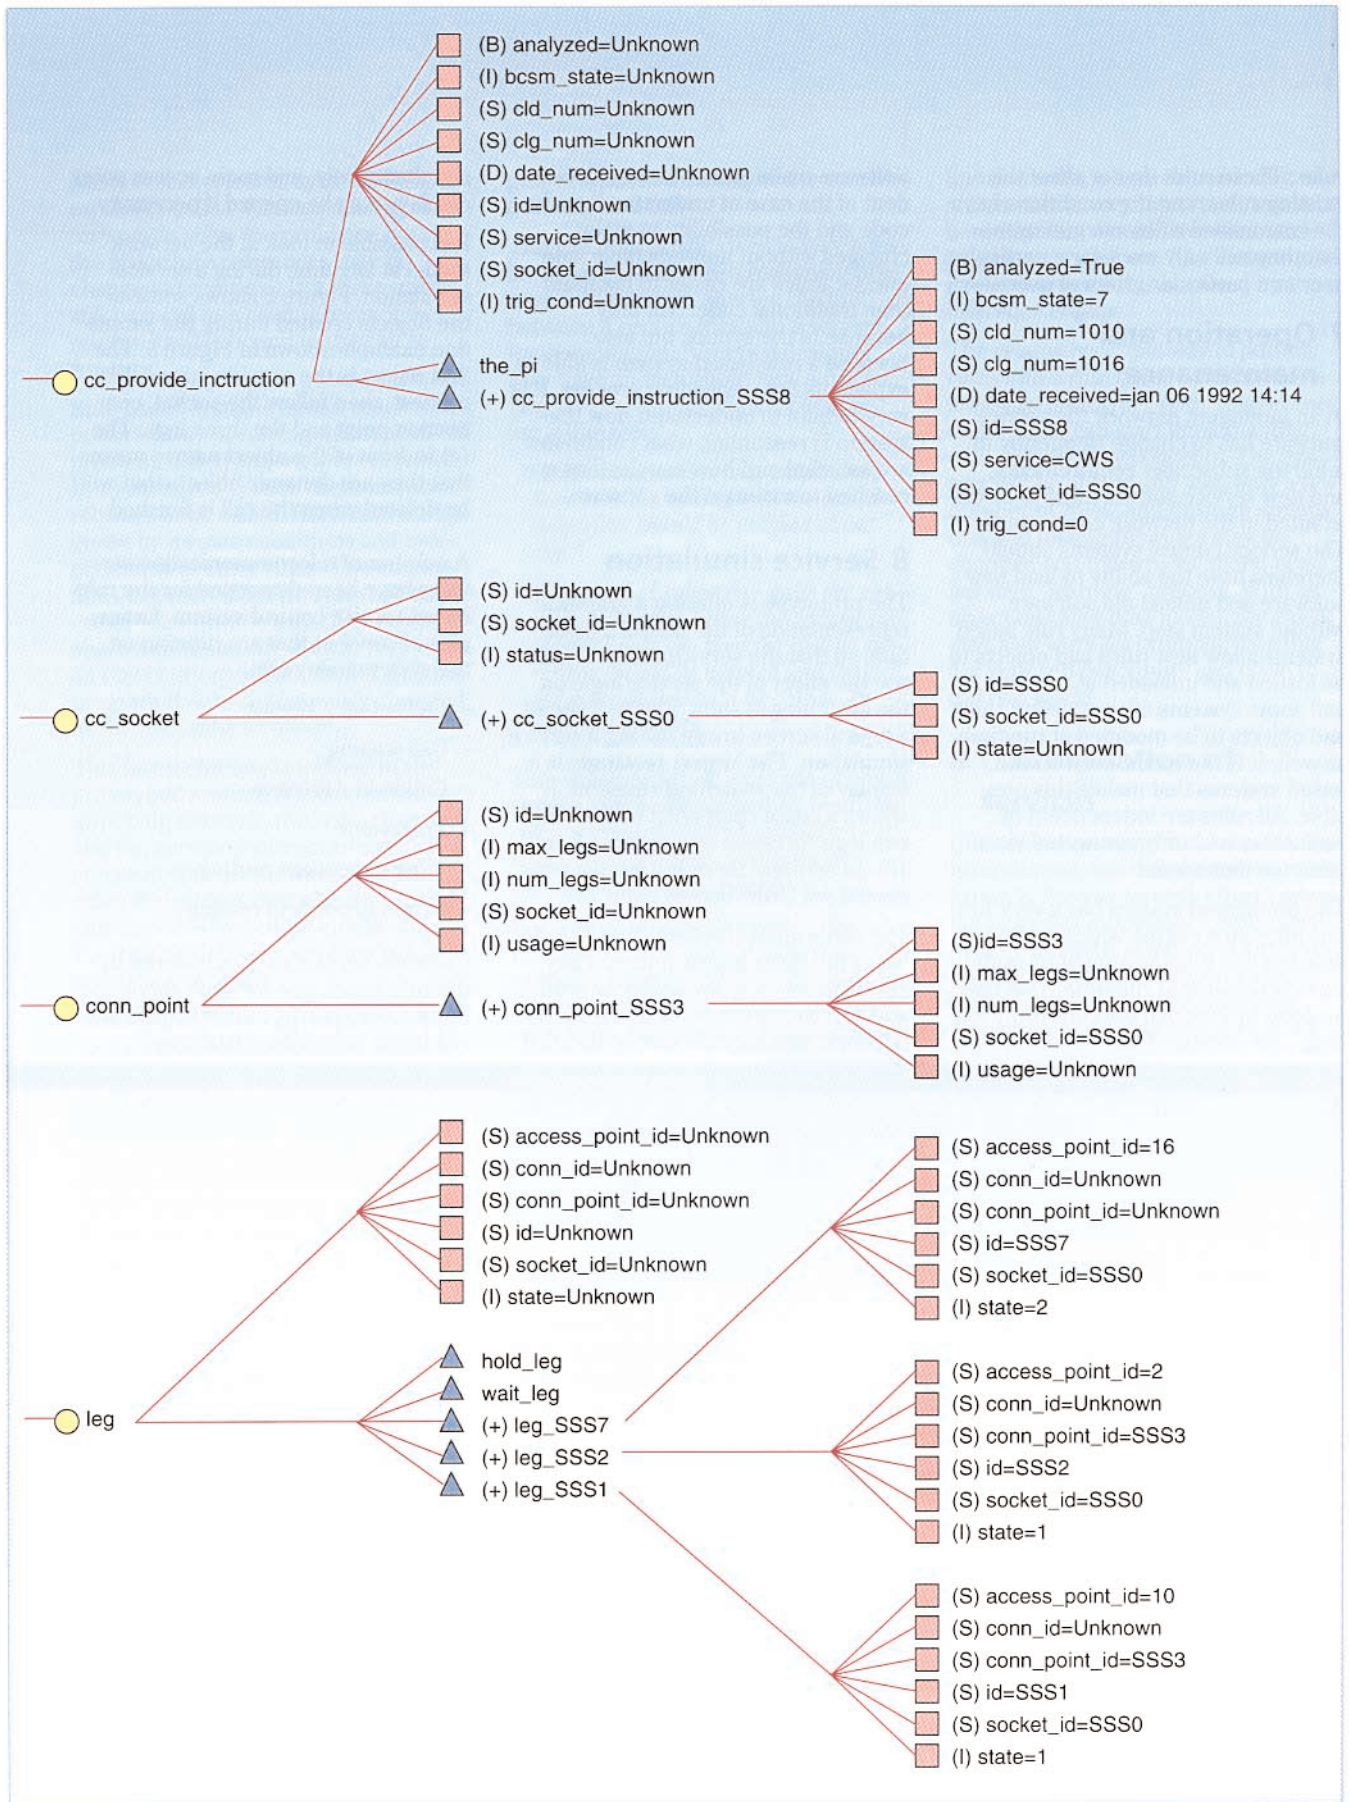 (B) analyzed=Unknown
(I) bcsm_state=Unknown
(S) cld_num=Unknown
(S) clg_num=Unknown
(D) date_received=Unknown
(S) id=Unknown
(S) service=Unknown
(S) socket_id=Unknown
(I) trig_cond=Unknown
cc_provide_inctruction
the_pi
(+) cc_provide_instruction_SSS8
(B) analyzed=True
(I) bcsm_state=7
(S) cld_num=1010
(S) clg_num=1016
(D) date_received=jan 06 1992 14:14
(S) id=SSS8
(S) service=CWS
(S) socket_id=SSS0
(I) trig_cond=0
(S) id=Unknown
(S) socket_id=Unknown
(I) status=Unknown
cc_socket
(+) cc_socket_SSS0
(S) id=SSS0
(S) socket_id=SSS0
(I) state=Unknown
(S) id=Unknown
(I) max_legs=Unknown
(I) num_legs=Unknown
(S) socket_id=Unknown
(I) usage=Unknown
conn_point
(+) conn_point_SSS3
(S)id=SSS3
(I) max_legs=Unknown
(I) num_legs=Unknown
(S) socket_id=SSS0
(I) usage=Unknown
(S) access_point_id=Unknown
(S) conn_id=Unknown
(S) conn_point_id=Unknown
(S) id=Unknown
(S) socket_id=Unknown
(I) state=Unknown
leg
hold_leg
wait_leg
(+) leg_SSS7
(+) leg_SSS2
(+) leg_SSS1
(S) access_point_id=16
(S) conn_id=Unknown
(S) conn_point_id=Unknown
(S) id=SSS7
(S) socket_id=SSS0
(I) state=2
(S) access_point_id=2
(S) conn_id=Unknown
(S) conn_point_id=SSS3
(S) id=SSS2
(S) socket_id=SSS0
(I) state=1
(S) access_point_id=10
(S) conn_id=Unknown
(S) conn_point_id=SSS3
(S) id=SSS1
(S) socket_id=SSS0
(I) state=1